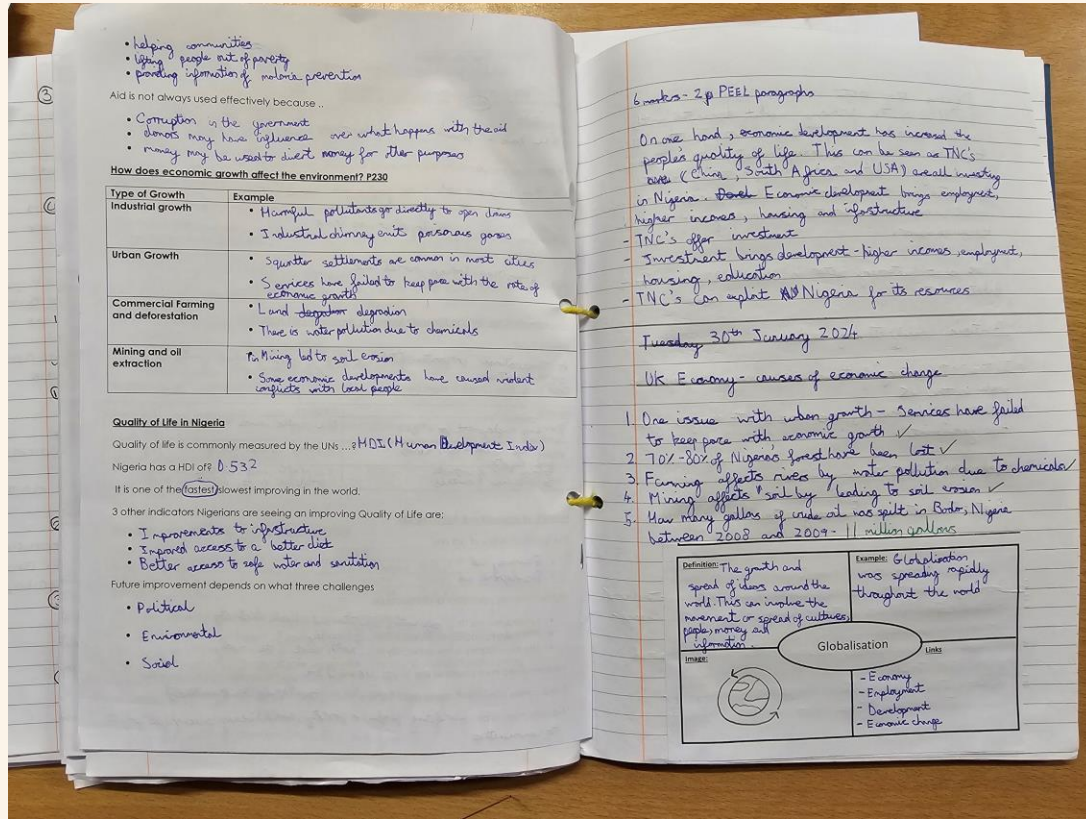 • helping communities
• lifting people out of poverty
• providing information of malaria prevention
Aid is not always used effectively because ..
• Corruption in the government
• donors may have influence over what happens with the aid
• money may be used to divert money for other purposes
How does economic growth affect the environment? P230
Type of Growth
Example
Industrial growth
• Harmful pollutants go directly to open drains
• Industrial chimney emit poisonous gases
Urban Growth
• Squatter settlements are common in most cities
• Services have failed to keep pace with the rate of
economic growth
Commercial Farming
and deforestation
• Land degradion
• There is water pollution due to chemicals
Mining and oil
extraction
Mining led to soil erosion
• Some economic developments have caused violent
conflicts with local people
Quality of Life in Nigeria
Quality of life is commonly measured by the UNs ...? HDI (Human Development Index)
Nigeria has a HDI of? 0.532
It is one of the fastest/slowest improving in the world.
3 other indicators Nigerians are seeing an improving Quality of Life are:
• Improvements to infrustructure
• Impored access to a better diet
• Better access to safe water and sanitation
Future improvement depends on what three challenges
• Political
• Enviromental
• Social
6 marks - 2 PEEL paragraphs
On one hand, economic development has increased the
people's quality of life. This can be seen as TNC's
(China, South Africa and USA) are all investing
in Nigeria. Economic development brings employment,
higher incomes, housing and infostructure
- TNC's offer investment
- Investment brings development - higher incomes, employment,
housing, education
- TNC's can exploit Nigeria for its resources
Tuesday 30th January 2024
UK Economy - causes of economic change
1. One issue with urban growth - Services have failed
to keep pace with economic growth ✓
2. 70%-80% of Nigeria's forest have been lost ✓
3. Farming affects rivers by water pollution due to chemicals ✓
4. Mining affects soil by leading to soil erosion ✓
5. How many gallons of crude oil was spilt in Bodo, Nigeria
between 2008 and 2009 - 11 million gallons
Definition: The growth and
spread of ideas around the
world. This can involve the
movement or spread of cultures,
people, money and
information.
Example: Globalisation
was spreading rapidly
throughout the world
Globalisation
Image:
Links
- Economy
- Employment
- Development
- Economic change